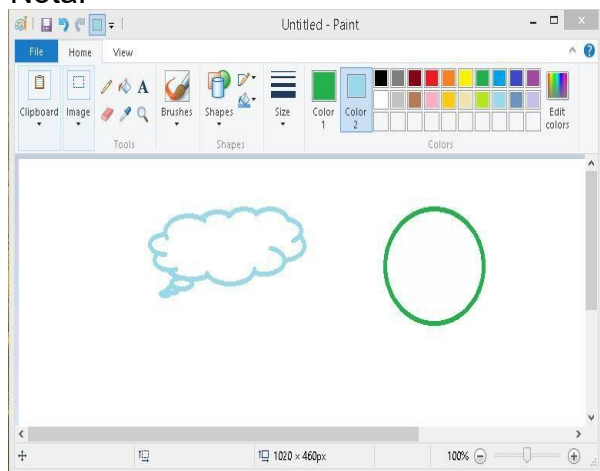 Nota:
Untitled - Paint
File Home View
Clipboard Image Brushes Shapes Size Color 1 Color 2 Edit colors
Tools Shapes Colors
1020 × 460px 100%